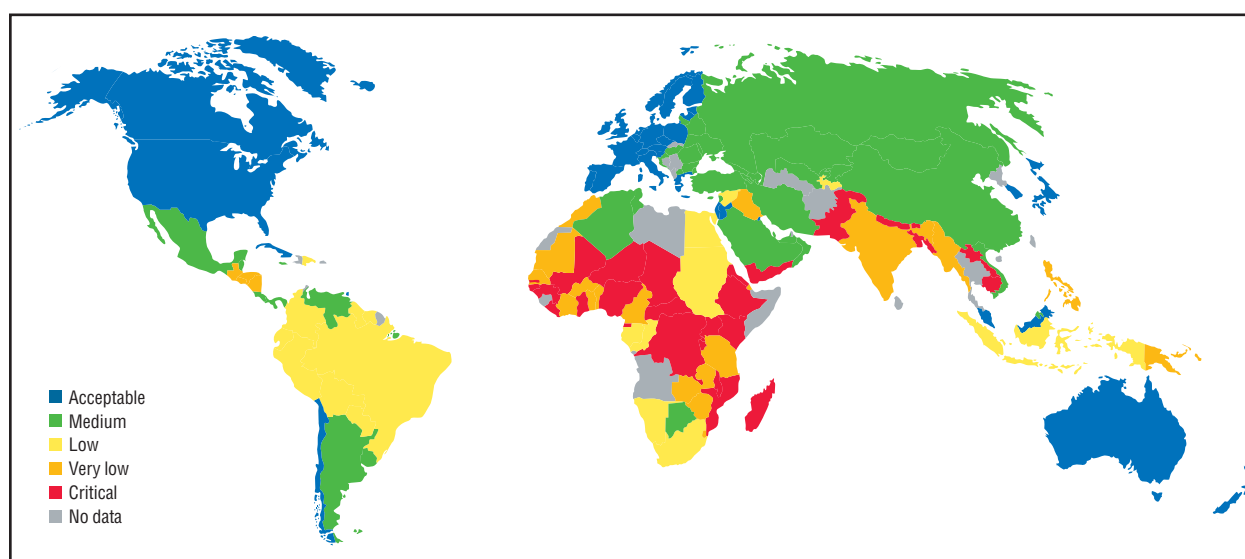 Acceptable
Medium
Low
Very low
Critical
No data